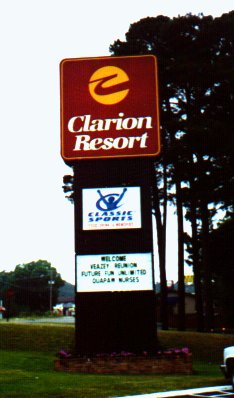 Clarion
Resort
CLASSIC
SPORTS
WELCOME
VEAZEY REUNION
FUTURE FUN UNLIMITED
QUAPAW NURSES